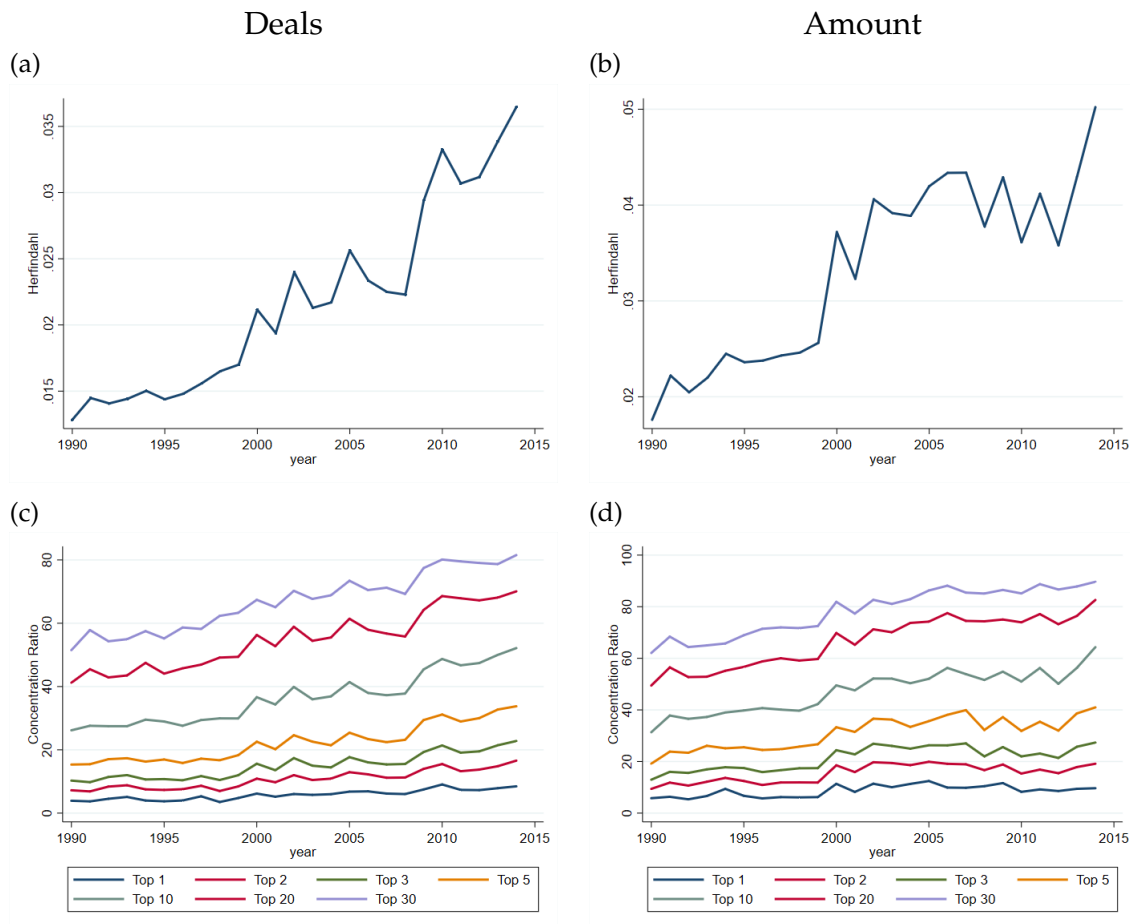 Deals
Amount
(a)
(b)
Herfindahl
.035
.03
.025
.02
.015
1990 1995 2000 2005 2010 2015
year
Herfindahl
.05
.04
.03
.02
1990 1995 2000 2005 2010 2015
year
(c)
(d)
Concentration Ratio
80
60
40
20
0
1990 1995 2000 2005 2010 2015
year
Top 1 Top 2 Top 3 Top 5
Top 10 Top 20 Top 30
Concentration Ratio
100
80
60
40
20
0
1990 1995 2000 2005 2010 2015
year
Top 1 Top 2 Top 3 Top 5
Top 10 Top 20 Top 30